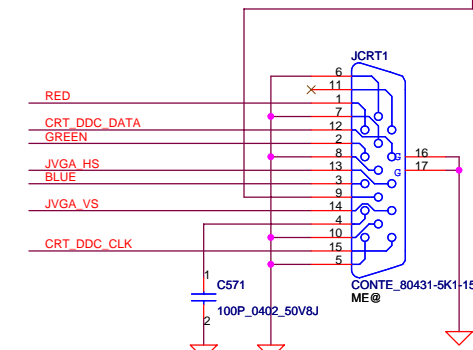 JCRT1
6
11
RED
1
7
CRT_DDC_DATA
12
GREEN
2
8
G
16
JVGA_HS
13
G
17
BLUE
3
9
JVGA_VS
14
4
10
CRT_DDC_CLK
15
5
1
C571
CONTE_80431-5K1-15
ME@
100P_0402_50V8J
2